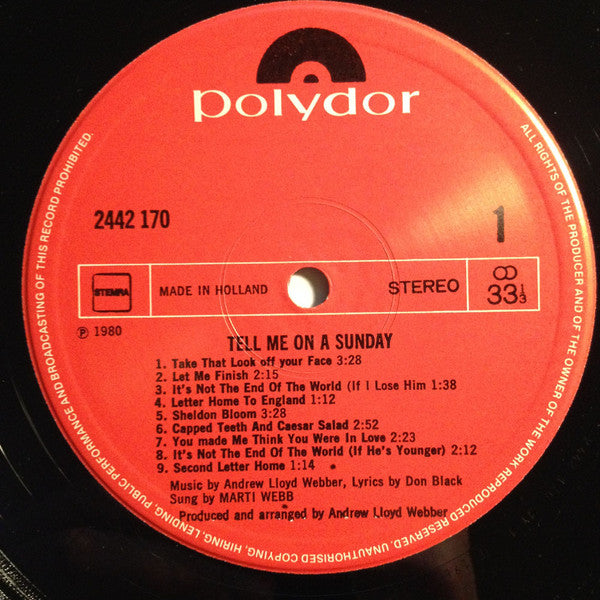 polydor
2442 170
1
STEMRA
MADE IN HOLLAND
STEREO
33 1/3
℗ 1980
TELL ME ON A SUNDAY
1. Take That Look off your Face 3:28
2. Let Me Finish 2:15
3. It's Not The End Of The World (If I Lose Him 1:38
4. Letter Home To England 1:12
5. Sheldon Bloom 3:28
6. Capped Teeth And Caesar Salad 2:52
7. You made Me Think You Were In Love 2:23
8. It's Not The End Of The World (If He's Younger) 2:12
9. Second Letter Home 1:14
Music by Andrew Lloyd Webber, Lyrics by Don Black
Sung by MARTI WEBB
Produced and arranged by Andrew Lloyd Webber
ALL RIGHTS OF THE PRODUCER AND OF THE OWNER OF THE WORK REPRODUCED RESERVED. UNAUTHORISED COPYING, HIRING, LENDING, PUBLIC PERFORMANCE AND BROADCASTING OF THIS RECORD PROHIBITED.